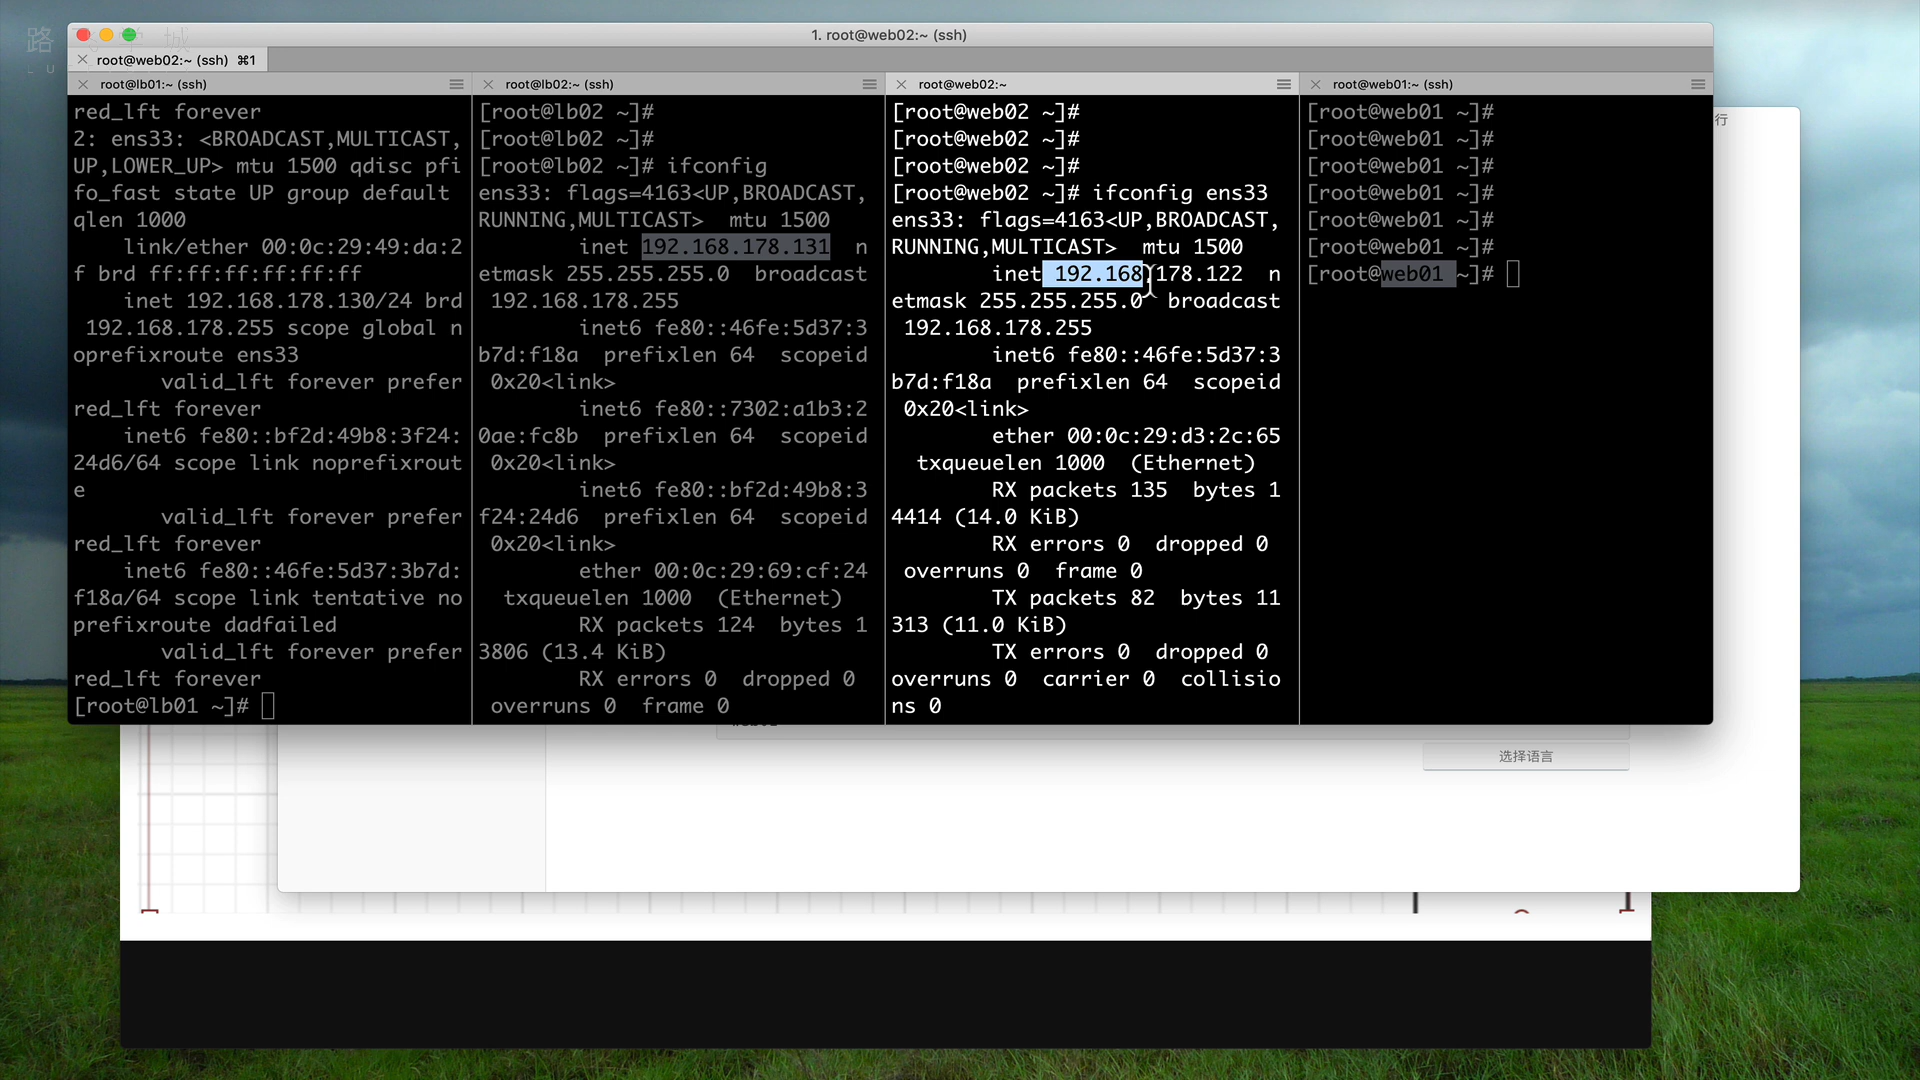 1. root@web02:~ (ssh)
root@web02:~ (ssh) ⌘1
root@lb01:~ (ssh)
red_lft forever
2: ens33: <BROADCAST,MULTICAST,
UP,LOWER_UP> mtu 1500 qdisc pfi
fo_fast state UP group default
qlen 1000
link/ether 00:0c:29:49:da:2
f brd ff:ff:ff:ff:ff:ff
inet 192.168.178.130/24 brd
192.168.178.255 scope global n
oprefixroute ens33
valid_lft forever prefer
red_lft forever
inet6 fe80::bf2d:49b8:3f24:
24d6/64 scope link noprefixrout
e
valid_lft forever prefer
red_lft forever
inet6 fe80::46fe:5d37:3b7d:
f18a/64 scope link tentative no
prefixroute dadfailed
valid_lft forever prefer
red_lft forever
[root@lb01 ~]#
root@lb02:~ (ssh)
[root@lb02 ~]#
[root@lb02 ~]#
[root@lb02 ~]# ifconfig
ens33: flags=4163<UP,BROADCAST,
RUNNING,MULTICAST>  mtu 1500
inet 192.168.178.131  n
etmask 255.255.255.0  broadcast
192.168.178.255
inet6 fe80::46fe:5d37:3
b7d:f18a  prefixlen 64  scopeid
0x20<link>
inet6 fe80::7302:a1b3:2
0ae:fc8b  prefixlen 64  scopeid
0x20<link>
inet6 fe80::bf2d:49b8:3
f24:24d6  prefixlen 64  scopeid
0x20<link>
ether 00:0c:29:69:cf:24
txqueuelen 1000  (Ethernet)
RX packets 124  bytes 1
3806 (13.4 KiB)
RX errors 0  dropped 0
overruns 0  frame 0
root@web02:~
[root@web02 ~]#
[root@web02 ~]#
[root@web02 ~]#
[root@web02 ~]# ifconfig ens33
ens33: flags=4163<UP,BROADCAST,
RUNNING,MULTICAST>  mtu 1500
inet 192.168.178.122  n
etmask 255.255.255.0  broadcast
192.168.178.255
inet6 fe80::46fe:5d37:3
b7d:f18a  prefixlen 64  scopeid
0x20<link>
ether 00:0c:29:d3:2c:65
txqueuelen 1000  (Ethernet)
RX packets 135  bytes 1
4414 (14.0 KiB)
RX errors 0  dropped 0
overruns 0  frame 0
TX packets 82  bytes 11
313 (11.0 KiB)
TX errors 0  dropped 0
overruns 0  carrier 0  collisio
ns 0
root@web01:~ (ssh)
[root@web01 ~]#
[root@web01 ~]#
[root@web01 ~]#
[root@web01 ~]#
[root@web01 ~]#
[root@web01 ~]#
[root@web01 ~]#
行
选择语言